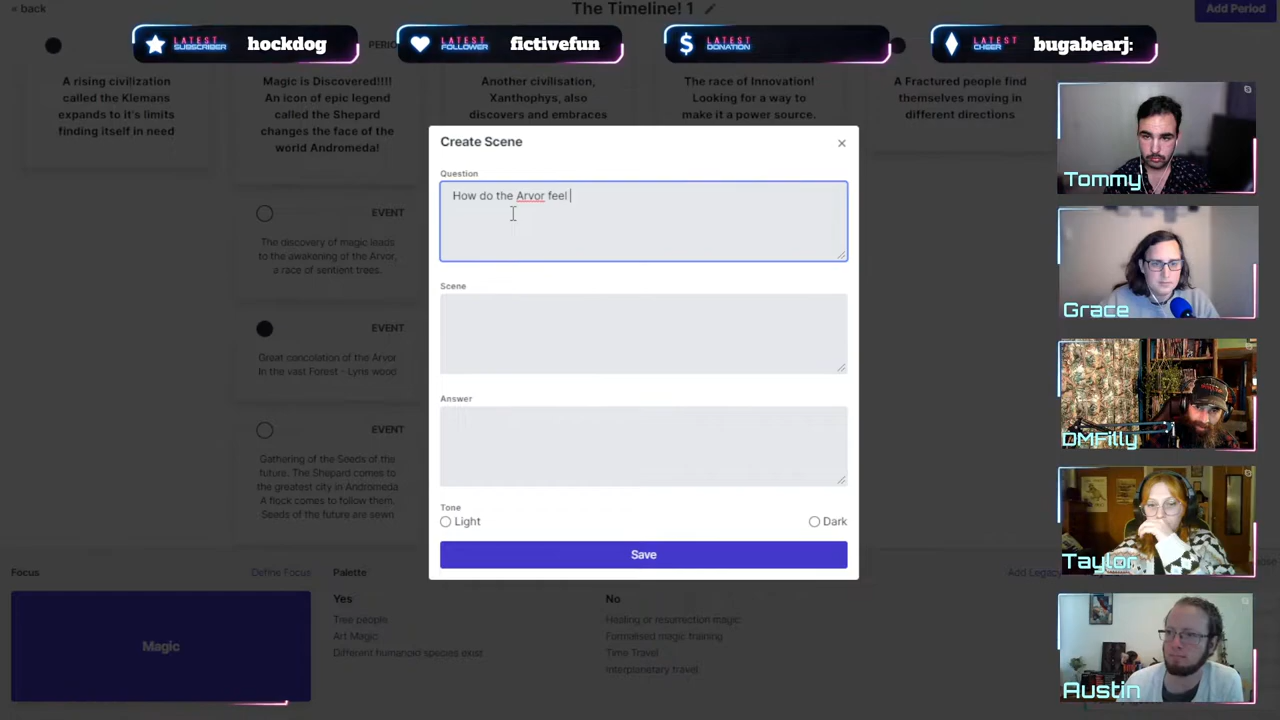 « back
The Timeline! 1
Add Period
LATEST SUBSCRIBER hockdog
LATEST FOLLOWER fictivefun
LATEST DONATION
LATEST CHEER bugabearj:
A rising civilization
called the Klemans
expands to it's limits
finding itself in need
Magic is Discovered!!!!
An icon of epic legend
called the Shepard
changes the face of the
world Andromeda!
Another civilisation,
Xanthophys, also
discovers and embraces
The race of Innovation!
Looking for a way to
make it a power source.
A Fractured people find
themselves moving in
different directions
EVENT
The discovery of magic leads
to the awakening of the Arvor,
a race of sentient trees.
EVENT
Great concolation of the Arvor
In the vast Forest - Lyns wood
EVENT
Gathering of the Seeds of the
future. The Shepard comes to
the greatest city in Andromeda
A flock comes to follow them.
Seeds of the future are sewn
Create Scene
×
Question
How do the Arvor feel
Scene
Answer
Tone
Light
Dark
Save
Focus
Define Focus
Magic
Palette
Yes
Tree people
Art Magic
Different humanoid species exist
No
Healing or resurrection magic
Formalised magic training
Time Travel
Interplanetary travel
Add Legacy
Tommy
Grace
DMFilly
Taylor
Austin